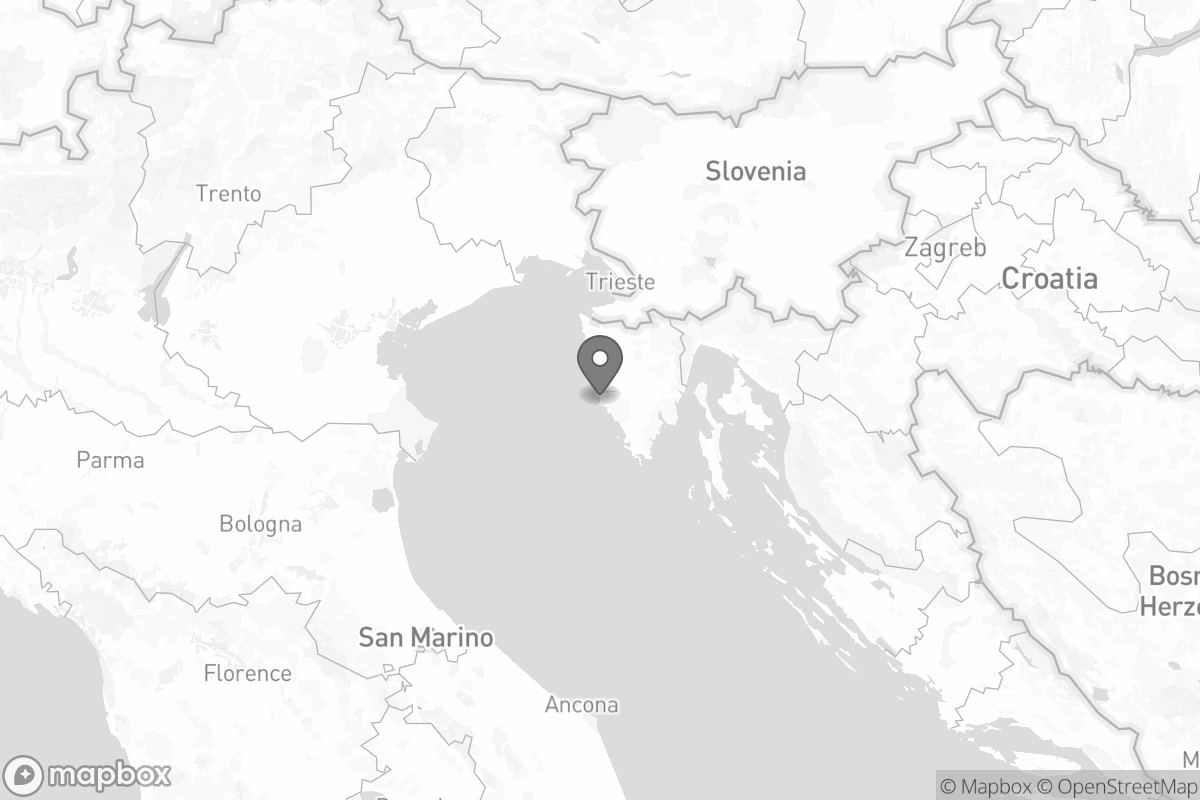 Slovenia
Trento
Zagreb
Croatia
Trieste
Parma
Bologna
Bosn
Herze
San Marino
Florence
Ancona
M
mapbox
© Mapbox © OpenStreetMap